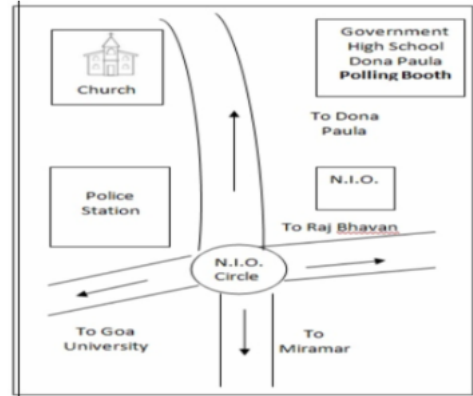 Government
High School
Dona Paula
Polling Booth
Church
To Dona
Paula
N.I.O.
Police
Station
To Raj Bhavan
N.I.O.
Circle
To Goa
University
To
Miramar